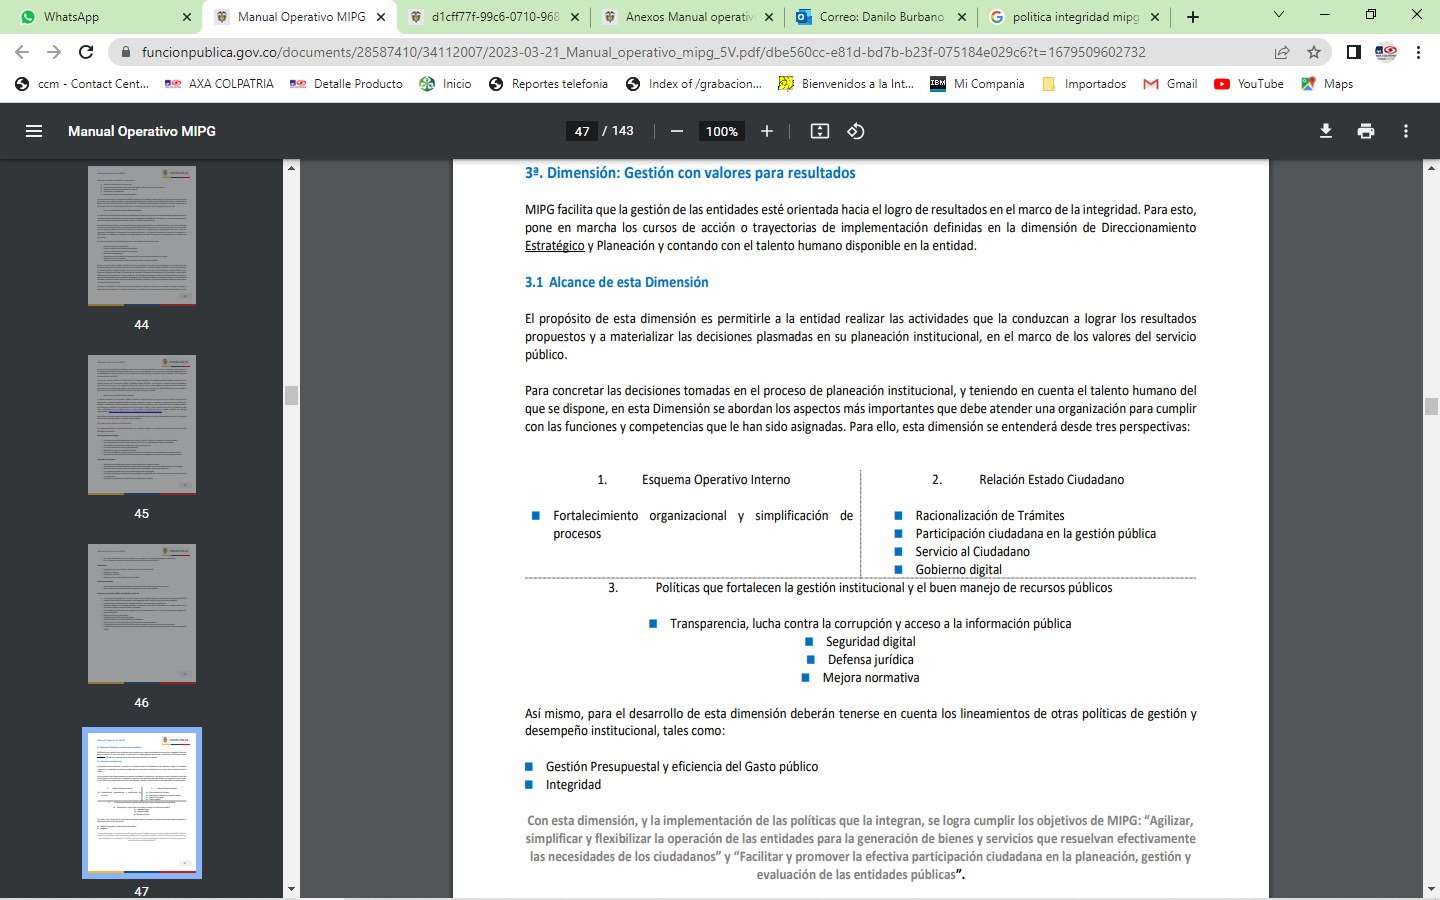 WhatsApp
Manual Operativo MIPG
d1cff77f-99c6-0710-968
Anexos Manual operativ
Correo: Danilo Burbano
politica integridad mipg
funcionpublica.gov.co/documents/28587410/34112007/2023-03-21_Manual_operativo_mipg_5V.pdf/dbe560cc-e81d-bd7b-b23f-075184e029c6?t=1679509602732
ccm - Contact Cent...
AXA COLPATRIA
Detalle Producto
Inicio
Reportes telefonia
Index of /grabacion...
Bienvenidos a la Int...
Mi Compania
Importados
Gmail
YouTube
Maps
Manual Operativo MIPG
47 / 143
100%
44
45
46
47
3ª. Dimensión: Gestión con valores para resultados
MIPG facilita que la gestión de las entidades esté orientada hacia el logro de resultados en el marco de la integridad. Para esto,
pone en marcha los cursos de acción o trayectorias de implementación definidas en la dimensión de Direccionamiento
Estratégico y Planeación y contando con el talento humano disponible en la entidad.
3.1 Alcance de esta Dimensión
El propósito de esta dimensión es permitirle a la entidad realizar las actividades que la conduzcan a lograr los resultados
propuestos y a materializar las decisiones plasmadas en su planeación institucional, en el marco de los valores del servicio
público.
Para concretar las decisiones tomadas en el proceso de planeación institucional, y teniendo en cuenta el talento humano del
que se dispone, en esta Dimensión se abordan los aspectos más importantes que debe atender una organización para cumplir
con las funciones y competencias que le han sido asignadas. Para ello, esta dimensión se entenderá desde tres perspectivas:
1. Esquema Operativo Interno
Fortalecimiento organizacional y simplificación de
procesos
2. Relación Estado Ciudadano
Racionalización de Trámites
Participación ciudadana en la gestión pública
Servicio al Ciudadano
Gobierno digital
3. Políticas que fortalecen la gestión institucional y el buen manejo de recursos públicos
Transparencia, lucha contra la corrupción y acceso a la información pública
Seguridad digital
Defensa jurídica
Mejora normativa
Así mismo, para el desarrollo de esta dimensión deberán tenerse en cuenta los lineamientos de otras políticas de gestión y
desempeño institucional, tales como:
Gestión Presupuestal y eficiencia del Gasto público
Integridad
Con esta dimensión, y la implementación de las políticas que la integran, se logra cumplir los objetivos de MIPG: “Agilizar,
simplificar y flexibilizar la operación de las entidades para la generación de bienes y servicios que resuelvan efectivamente
las necesidades de los ciudadanos” y “Facilitar y promover la efectiva participación ciudadana en la planeación, gestión y
evaluación de las entidades públicas”.